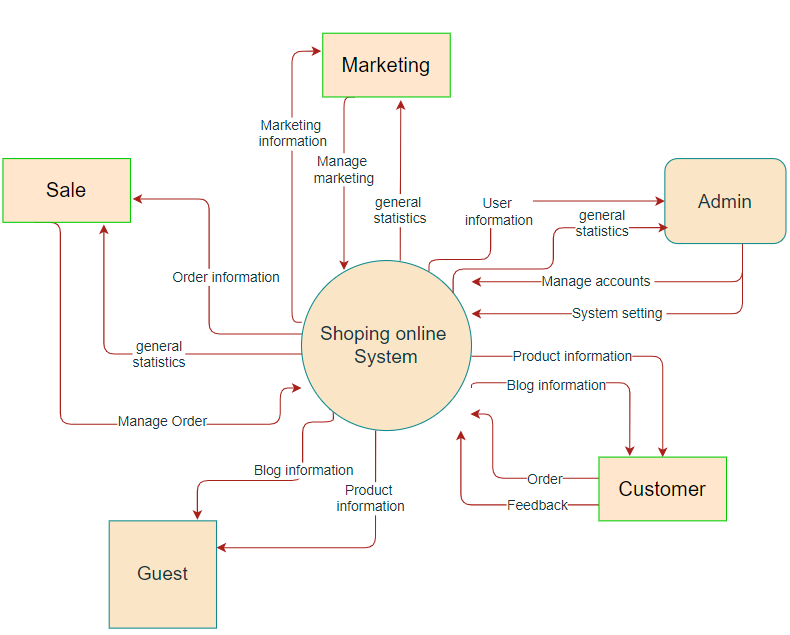 Marketing
Marketing
information
Manage
marketing
general
statistics
Sale
Admin
User
information
general
statistics
Order information
Manage accounts
System setting
Shoping online
System
general
statistics
Product information
Blog information
Manage Order
Blog information
Product
information
Order
Feedback
Customer
Guest